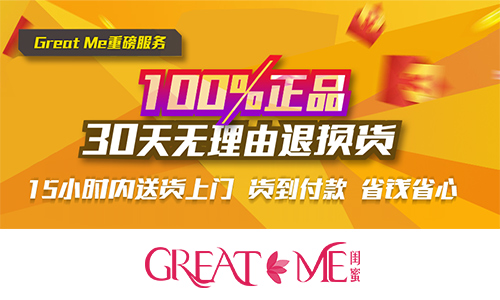 Great Me重磅服务
100%正品
30天无理由退换货
15小时内送货上门 货到付款 省钱省心
GREAT ME 闺蜜